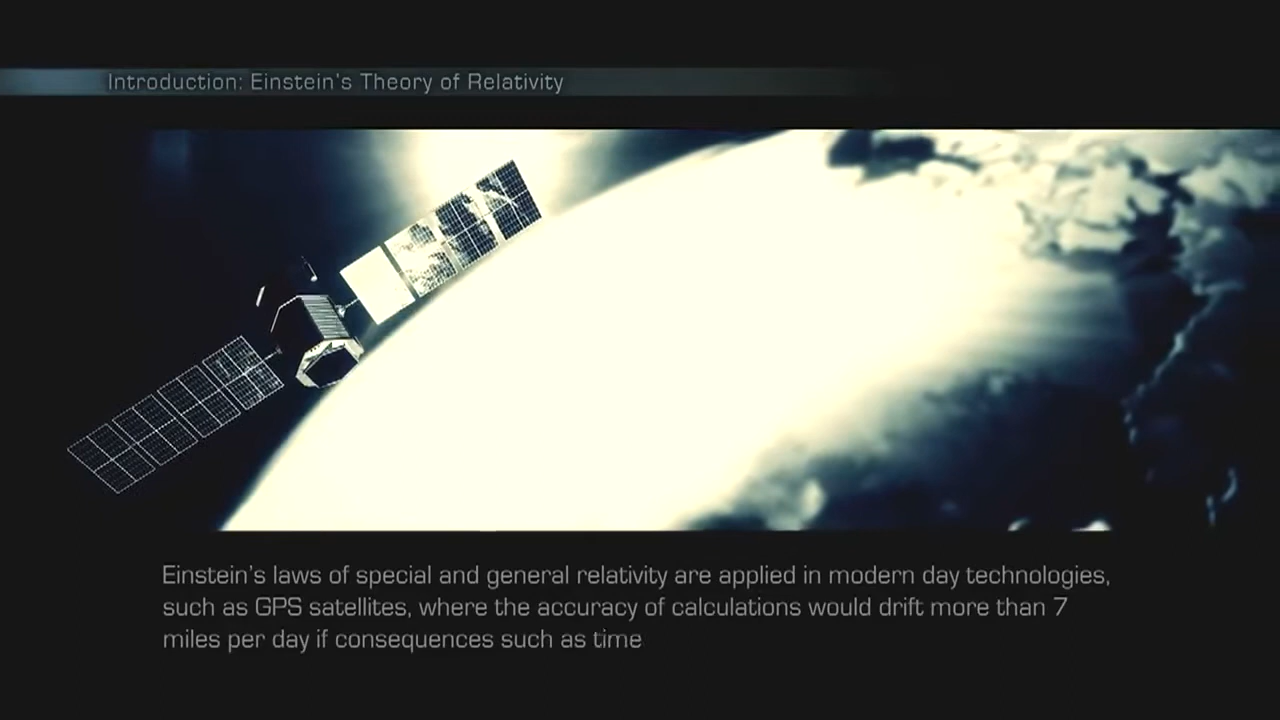 Introduction: Einstein's Theory of Relativity
Einstein's laws of special and general relativity are applied in modern day technologies,
such as GPS satellites, where the accuracy of calculations would drift more than 7
miles per day if consequences such as time